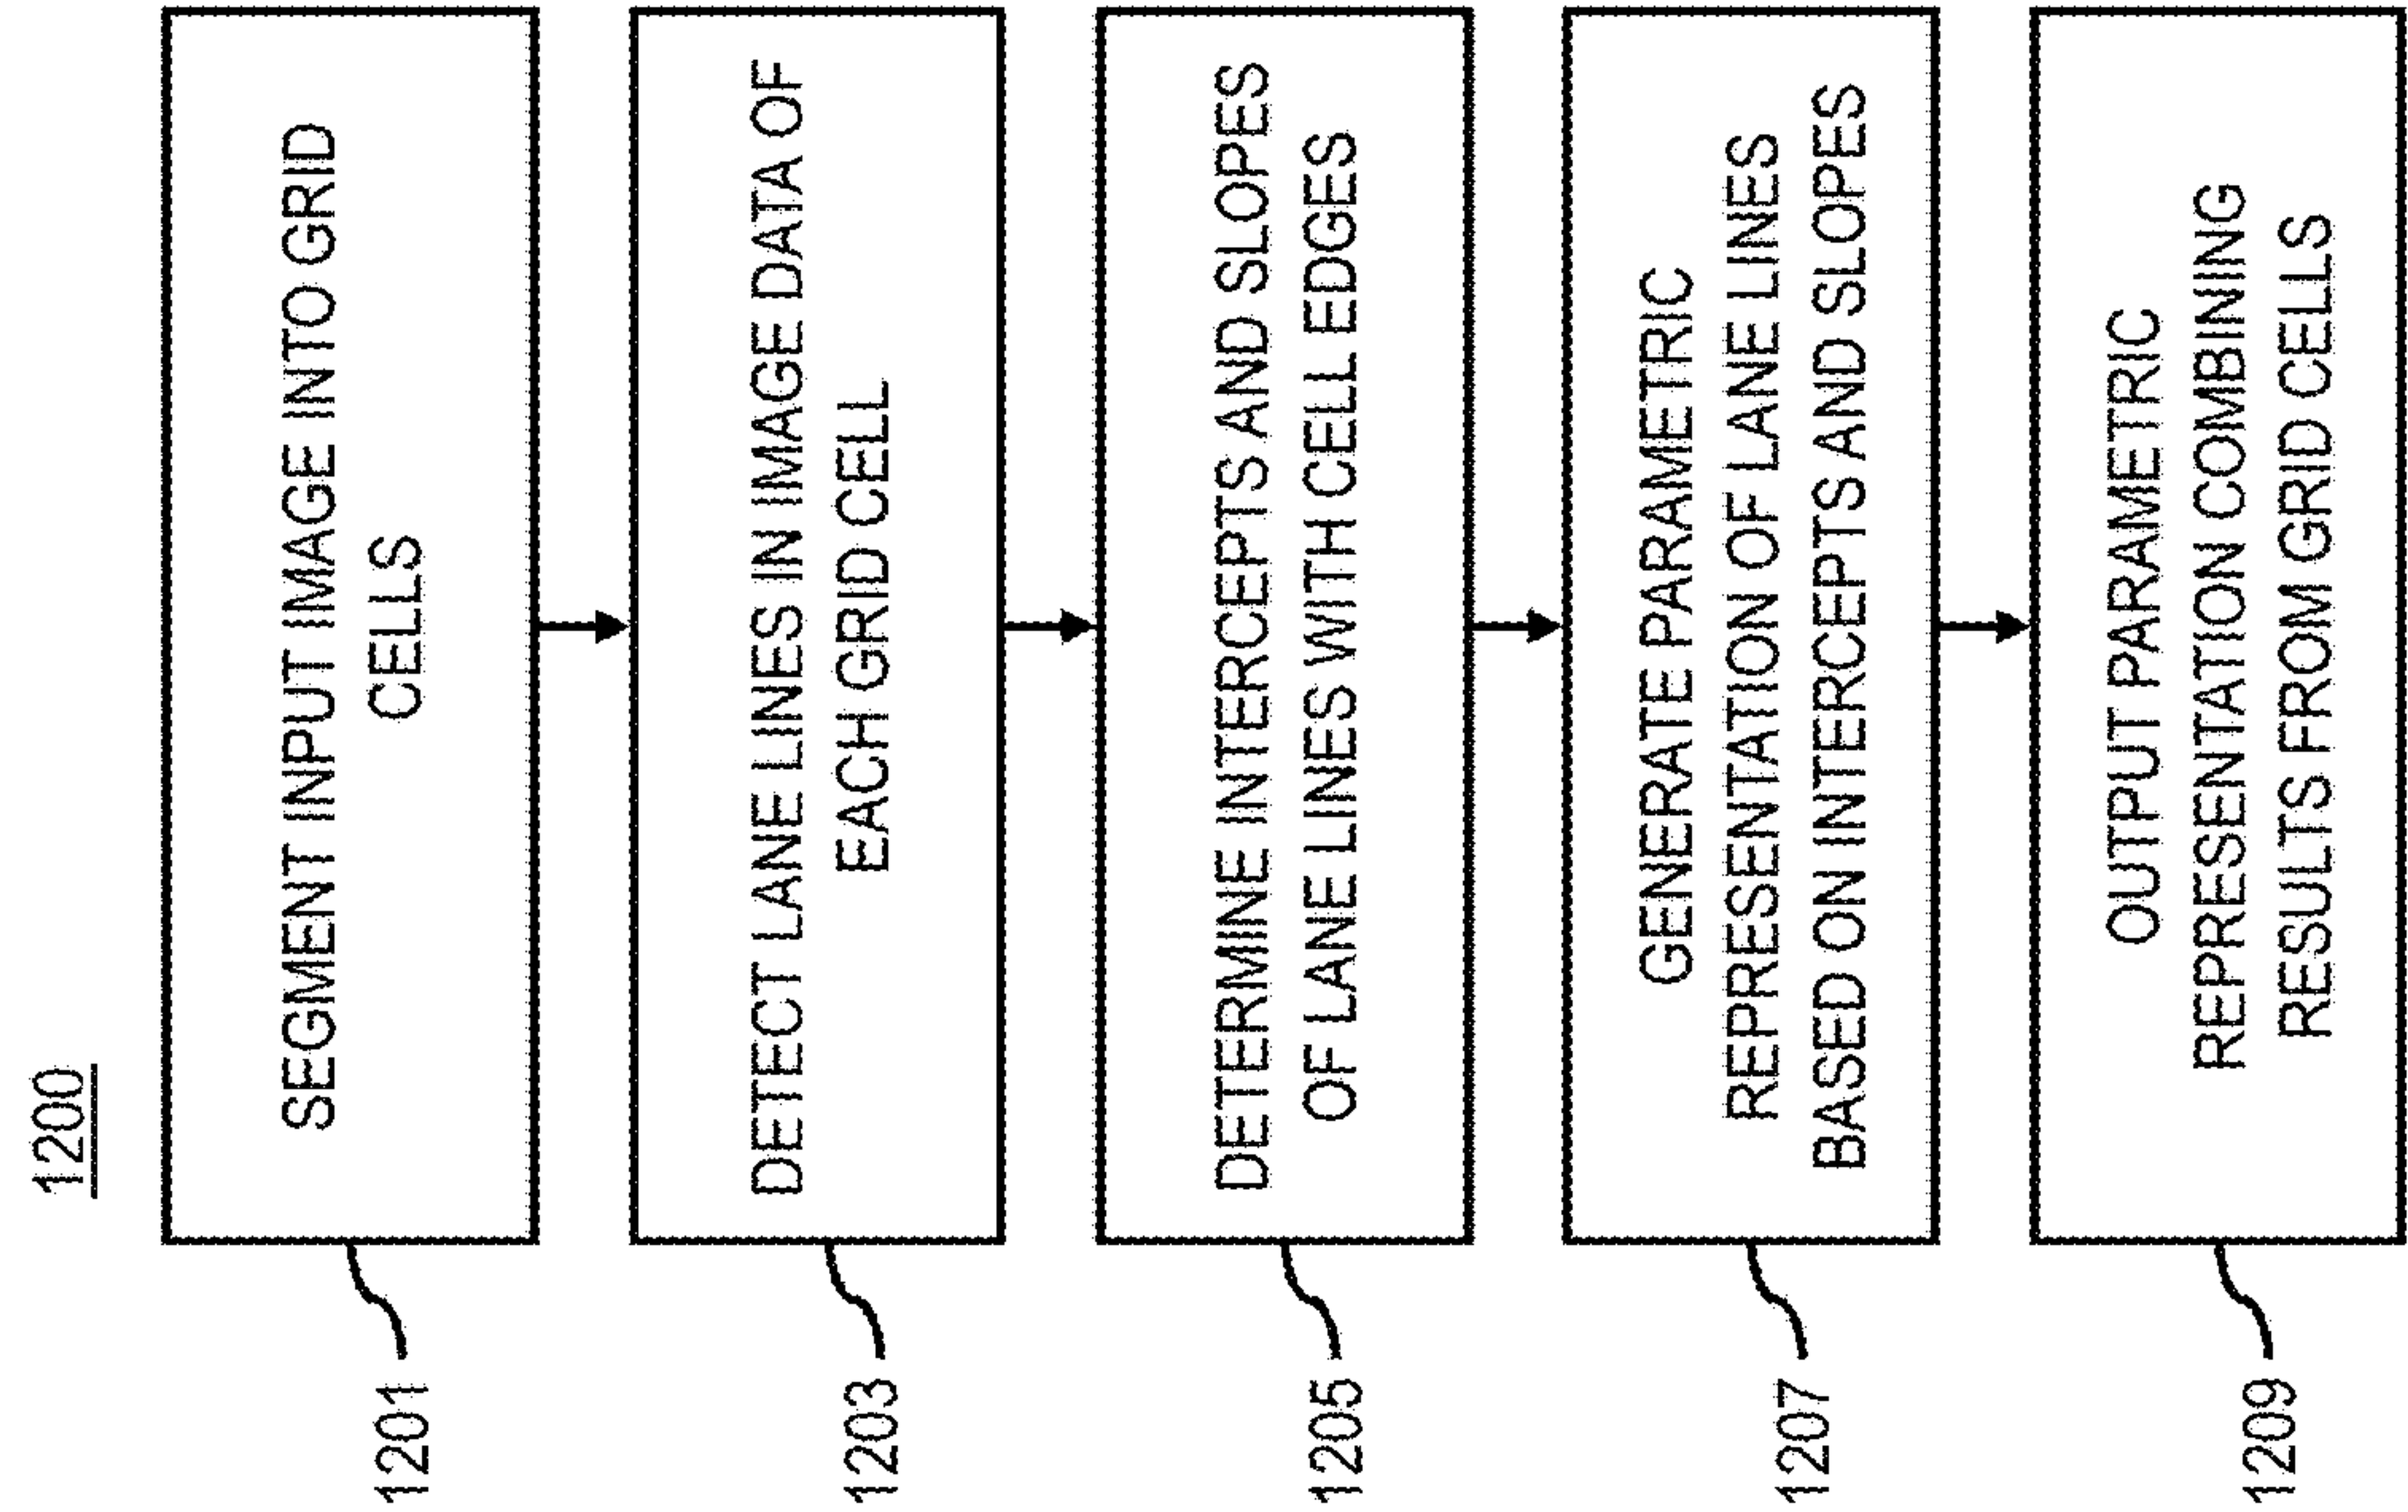 1200
1201
SEGMENT INPUT IMAGE INTO GRID
CELLS
1203
DETECT LANE LINES IN IMAGE DATA OF
EACH GRID CELL
1205
DETERMINE INTERCEPTS AND SLOPES
OF LANE LINES WITH CELL EDGES
1207
GENERATE PARAMETRIC
REPRESENTATION OF LANE LINES
BASED ON INTERCEPTS AND SLOPES
1209
OUTPUT PARAMETRIC
REPRESENTATION COMBINING
RESULTS FROM GRID CELLS